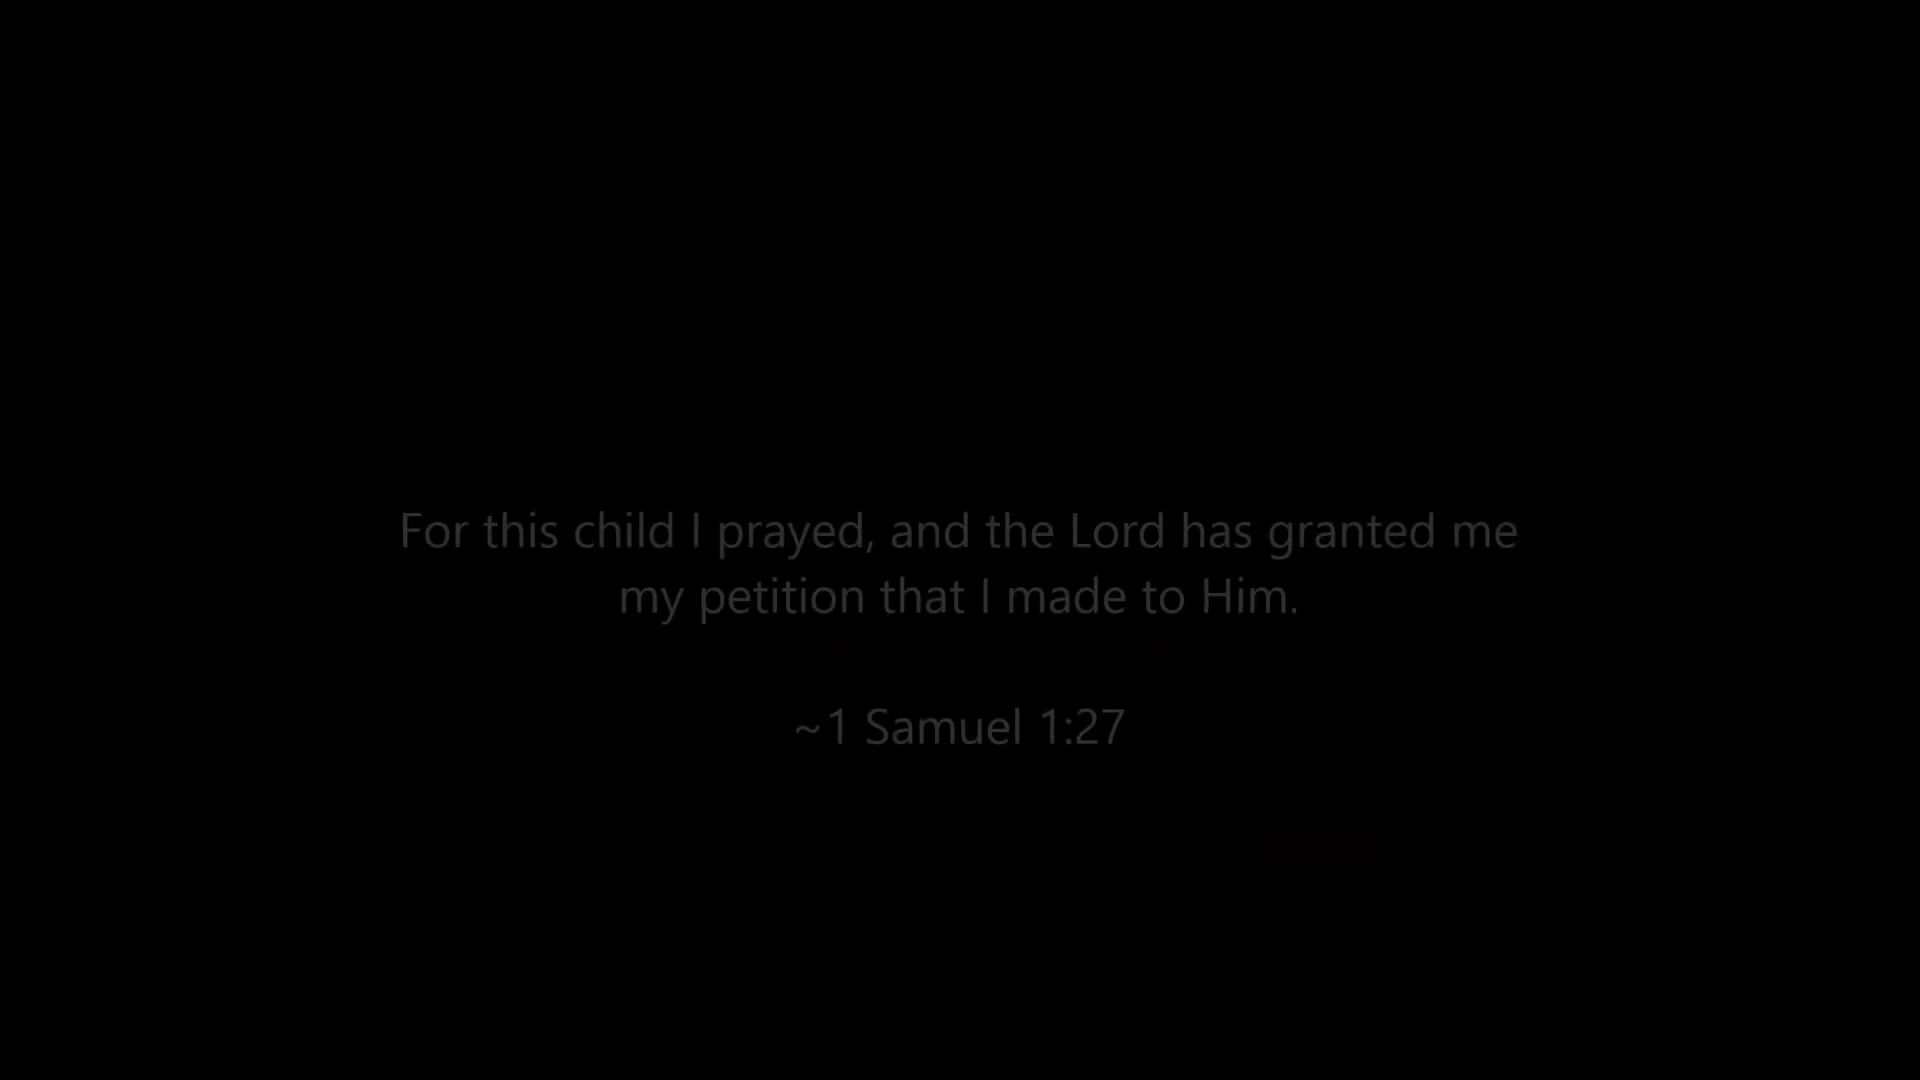 For this child I prayed, and the Lord has granted me
my petition that I made to Him.
~1 Samuel 1:27